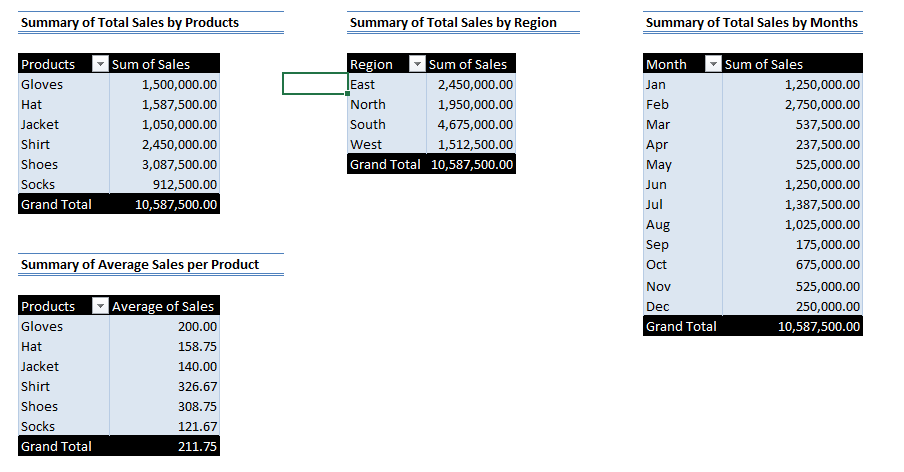 Summary of Total Sales by Products
Products Sum of Sales
Gloves 1,500,000.00
Hat 1,587,500.00
Jacket 1,050,000.00
Shirt 2,450,000.00
Shoes 3,087,500.00
Socks 912,500.00
Grand Total 10,587,500.00
Summary of Average Sales per Product
Products Average of Sales
Gloves 200.00
Hat 158.75
Jacket 140.00
Shirt 326.67
Shoes 308.75
Socks 121.67
Grand Total 211.75
Summary of Total Sales by Region
Region Sum of Sales
East 2,450,000.00
North 1,950,000.00
South 4,675,000.00
West 1,512,500.00
Grand Total 10,587,500.00
Summary of Total Sales by Months
Month Sum of Sales
Jan 1,250,000.00
Feb 2,750,000.00
Mar 537,500.00
Apr 237,500.00
May 525,000.00
Jun 1,250,000.00
Jul 1,387,500.00
Aug 1,025,000.00
Sep 175,000.00
Oct 675,000.00
Nov 525,000.00
Dec 250,000.00
Grand Total 10,587,500.00